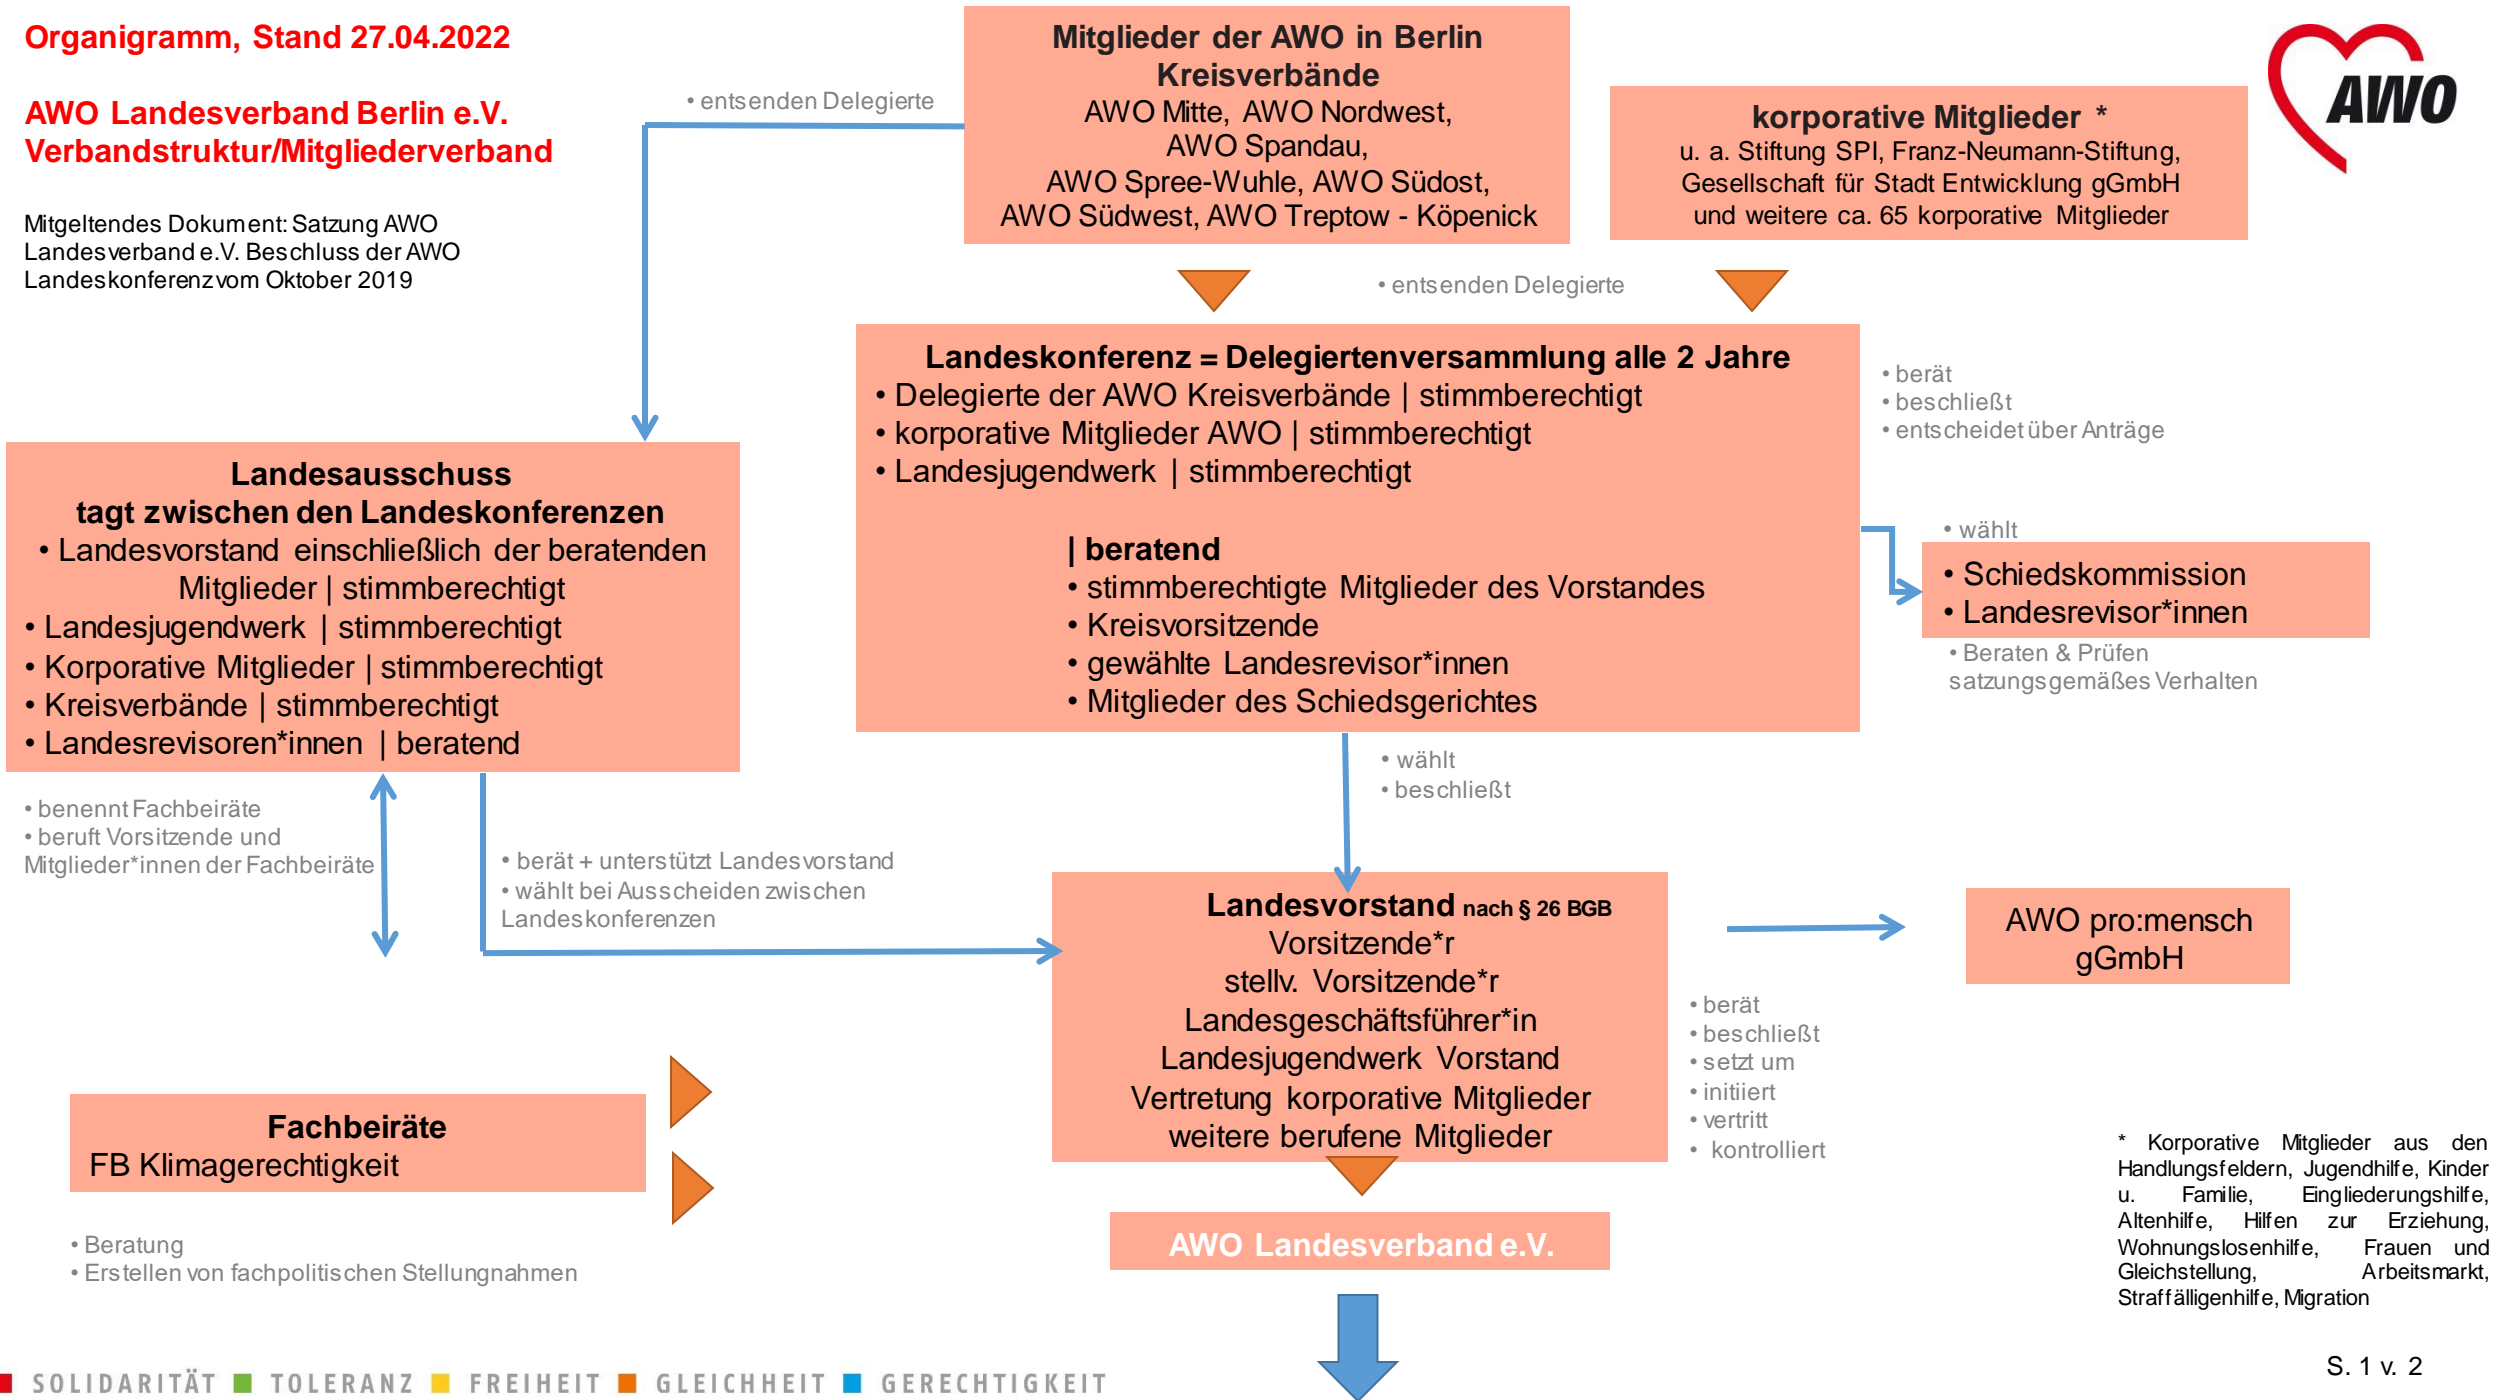 Organigramm, Stand 27.04.2022
AWO Landesverband Berlin e.V.
Verbandstruktur/Mitgliederverband
Mitgeltendes Dokument: Satzung AWO
Landesverband e.V. Beschluss der AWO
Landeskonferenz vom Oktober 2019
• entsenden Delegierte
Mitglieder der AWO in Berlin
Kreisverbände
AWO Mitte, AWO Nordwest,
AWO Spandau,
AWO Spree-Wuhle, AWO Südost,
AWO Südwest, AWO Treptow - Köpenick
korporative Mitglieder *
u. a. Stiftung SPI, Franz-Neumann-Stiftung,
Gesellschaft für Stadt Entwicklung gGmbH
und weitere ca. 65 korporative Mitglieder
AWO
• entsenden Delegierte
Landeskonferenz = Delegiertenversammlung alle 2 Jahre
• Delegierte der AWO Kreisverbände | stimmberechtigt
• korporative Mitglieder AWO | stimmberechtigt
• Landesjugendwerk | stimmberechtigt
| beratend
• stimmberechtigte Mitglieder des Vorstandes
• Kreisvorsitzende
• gewählte Landesrevisor*innen
• Mitglieder des Schiedsgerichtes
• berät
• beschließt
• entscheidet über Anträge
• wählt
• Schiedskommission
• Landesrevisor*innen
• Beraten & Prüfen
satzungsgemäßes Verhalten
Landesausschuss
tagt zwischen den Landeskonferenzen
• Landesvorstand einschließlich der beratenden
Mitglieder | stimmberechtigt
• Landesjugendwerk | stimmberechtigt
• Korporative Mitglieder | stimmberechtigt
• Kreisverbände | stimmberechtigt
• Landesrevisoren*innen | beratend
• benennt Fachbeiräte
• beruft Vorsitzende und
Mitglieder*innen der Fachbeiräte
• berät + unterstützt Landesvorstand
• wählt bei Ausscheiden zwischen
Landeskonferenzen
• wählt
• beschließt
Landesvorstand nach § 26 BGB
Vorsitzende*r
stellv. Vorsitzende*r
Landesgeschäftsführer*in
Landesjugendwerk Vorstand
Vertretung korporative Mitglieder
weitere berufene Mitglieder
AWO pro:mensch
gGmbH
• berät
• beschließt
• setzt um
• initiiert
• vertritt
• kontrolliert
Fachbeiräte
FB Klimagerechtigkeit
• Beratung
• Erstellen von fachpolitischen Stellungnahmen
AWO Landesverband e.V.
* Korporative Mitglieder aus den
Handlungsfeldern, Jugendhilfe, Kinder
u. Familie, Eingliederungshilfe,
Altenhilfe, Hilfen zur Erziehung,
Wohnungslosenhilfe, Frauen und
Gleichstellung, Arbeitsmarkt,
Straffälligenhilfe, Migration
SOLIDARITÄT TOLERANZ FREIHEIT GLEICHHEIT GERECHTIGKEIT
S. 1 v. 2